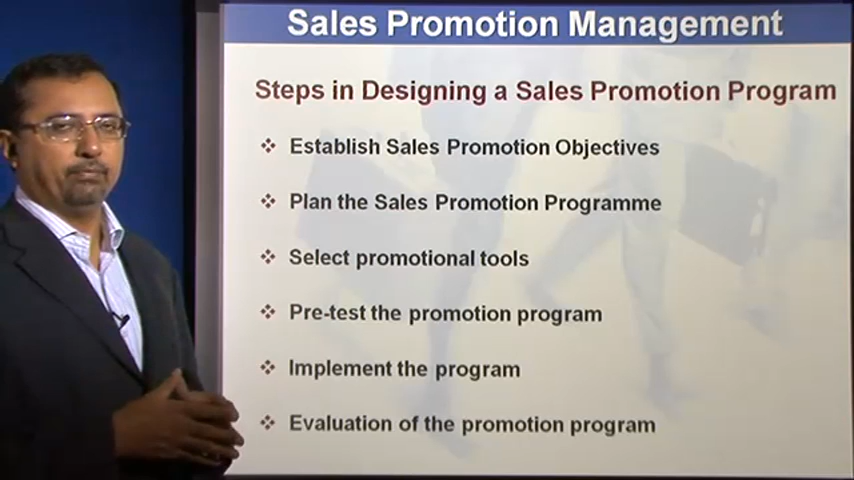 Sales Promotion Management
Steps in Designing a Sales Promotion Program
Establish Sales Promotion Objectives
Plan the Sales Promotion Programme
Select promotional tools
Pre-test the promotion program
Implement the program
Evaluation of the promotion program